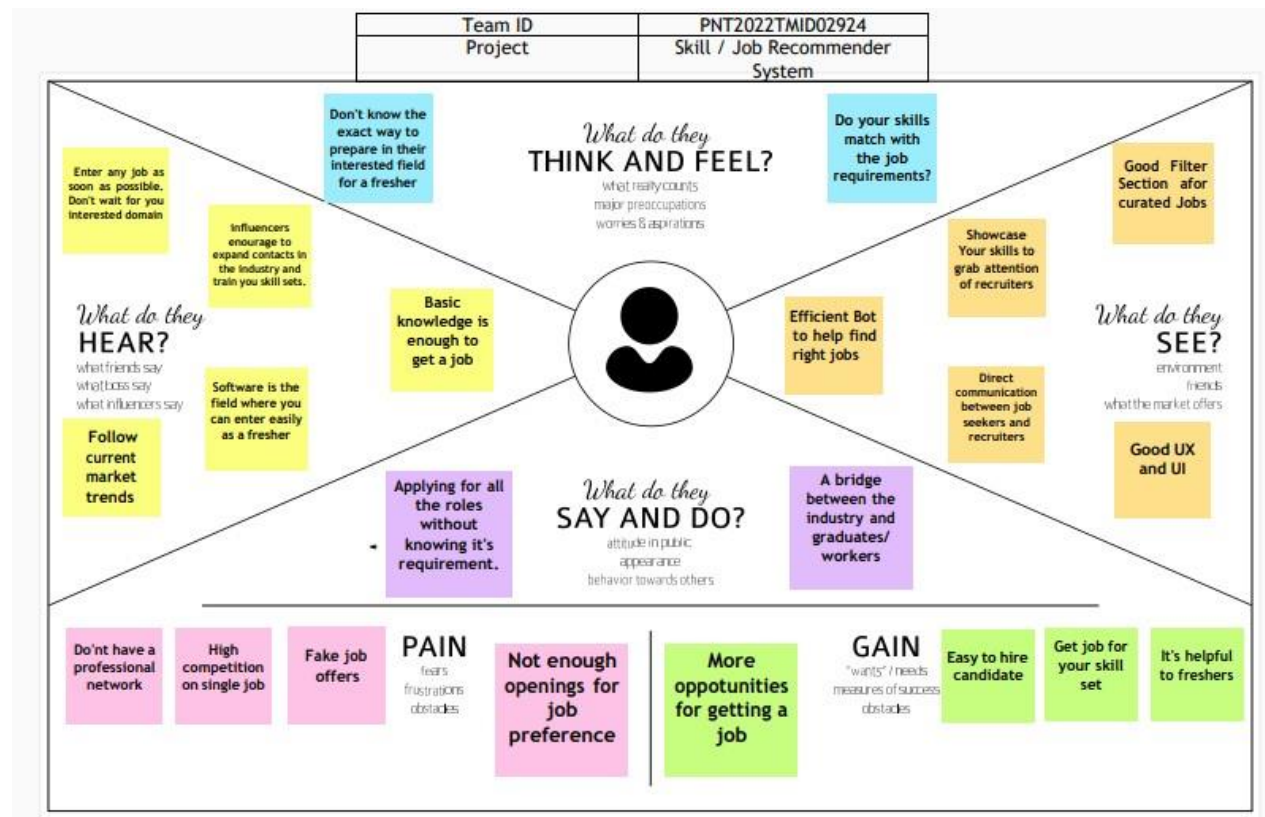 Team ID
PNT2022TMID02924
Project
Skill / Job Recommender
System
Don't know the
exact way to
prepare in their
interested field
for a fresher
What do they
THINK AND FEEL?
what really counts
major preoccupations
worries & aspirations
Do your skills
match with
the job
requirements?
Enter any job as
soon as possible.
Don't wait for you
interested domain
Influencers
enourage to
expand contacts in
the industry and
train you skill sets.
Basic
knowledge is
enough to
get a job
What do they
HEAR?
what friends say
what boss say
what influencers say
Software is the
field where you
can enter easily
as a fresher
Follow
current
market
trends
Good Filter
Section afor
curated Jobs
Showcase
Your skills to
grab attention
of recruiters
Efficient Bot
to help find
right jobs
What do they
SEE?
environment
friends
what the market offers
Direct
communication
between job
seekers and
recruiters
Good UX
and UI
Applying for all
the roles
without
knowing it's
requirement.
What do they
SAY AND DO?
attitude in public
appearance
behavior towards others
A bridge
between the
industry and
graduates/
workers
Do'nt have a
professional
network
High
competition
on single job
Fake job
offers
PAIN
fears
frustrations
obstacles
Not enough
openings for
job
preference
More
oppotunities
for getting a
job
GAIN
"wants" / needs
measures of success
obstacles
Easy to hire
candidate
Get job for
your skill
set
It's helpful
to freshers